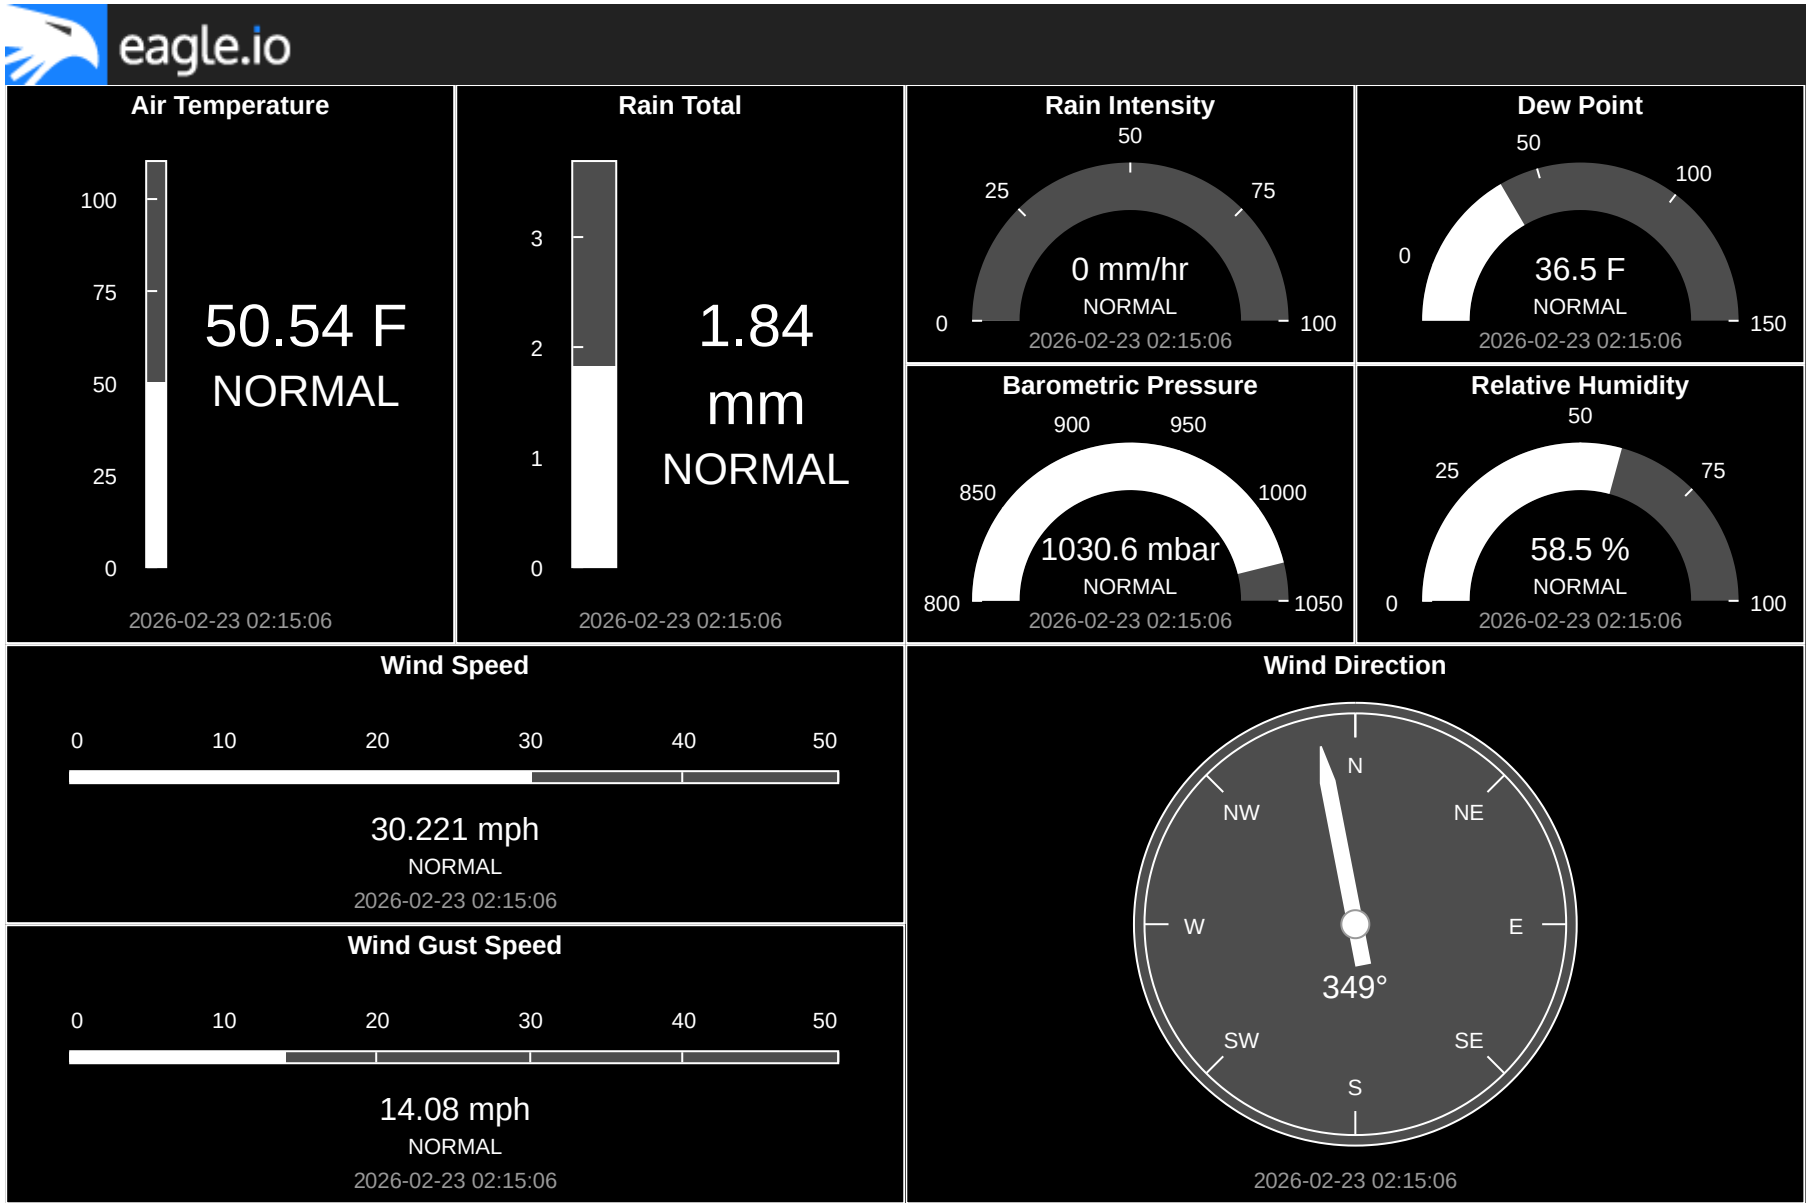 eagle.io
Air Temperature
100
75
50
25
0
50.54 F
NORMAL
2026-02-23 02:15:06
Rain Total
3
2
1
0
1.84
mm
NORMAL
2026-02-23 02:15:06
Rain Intensity
0
25
50
75
100
0 mm/hr
NORMAL
2026-02-23 02:15:06
Dew Point
0
50
100
150
36.5 F
NORMAL
2026-02-23 02:15:06
Barometric Pressure
800
850
900
950
1000
1050
1030.6 mbar
NORMAL
2026-02-23 02:15:06
Relative Humidity
0
25
50
75
100
58.5 %
NORMAL
2026-02-23 02:15:06
Wind Speed
0 10 20 30 40 50
30.221 mph
NORMAL
2026-02-23 02:15:06
Wind Gust Speed
0 10 20 30 40 50
14.08 mph
NORMAL
2026-02-23 02:15:06
Wind Direction
N
NW NE
W E
349°
SW SE
S
2026-02-23 02:15:06